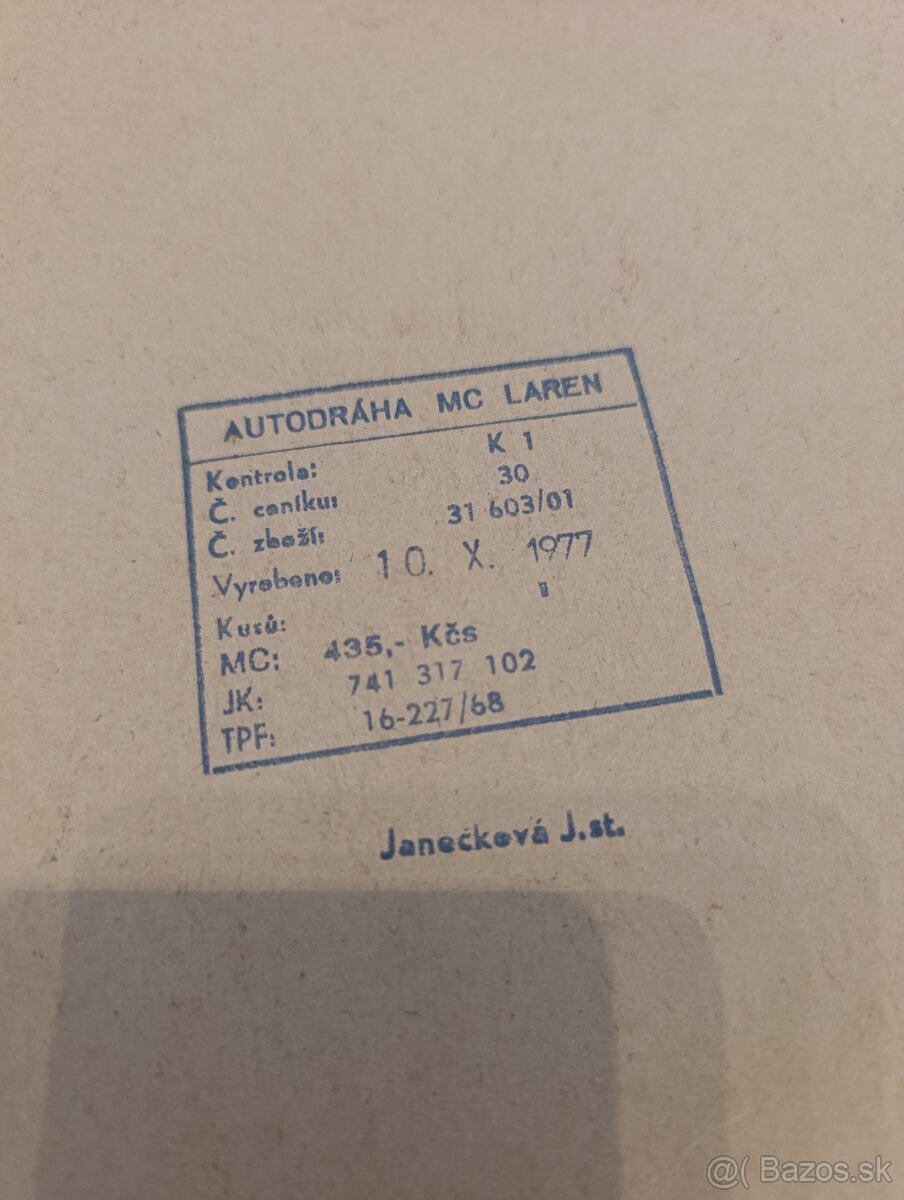 AUTODRÁHA MC LAREN
Kontrola: K 1
Č. ceníku: 30
Č. zboží: 31 603/01
Vyrobeno: 10. X. 1977
Kusů:
MC: 435,- Kčs
JK: 741 317 102
TPF: 16-227/68
Janečková J.st.
@( Bazos.sk